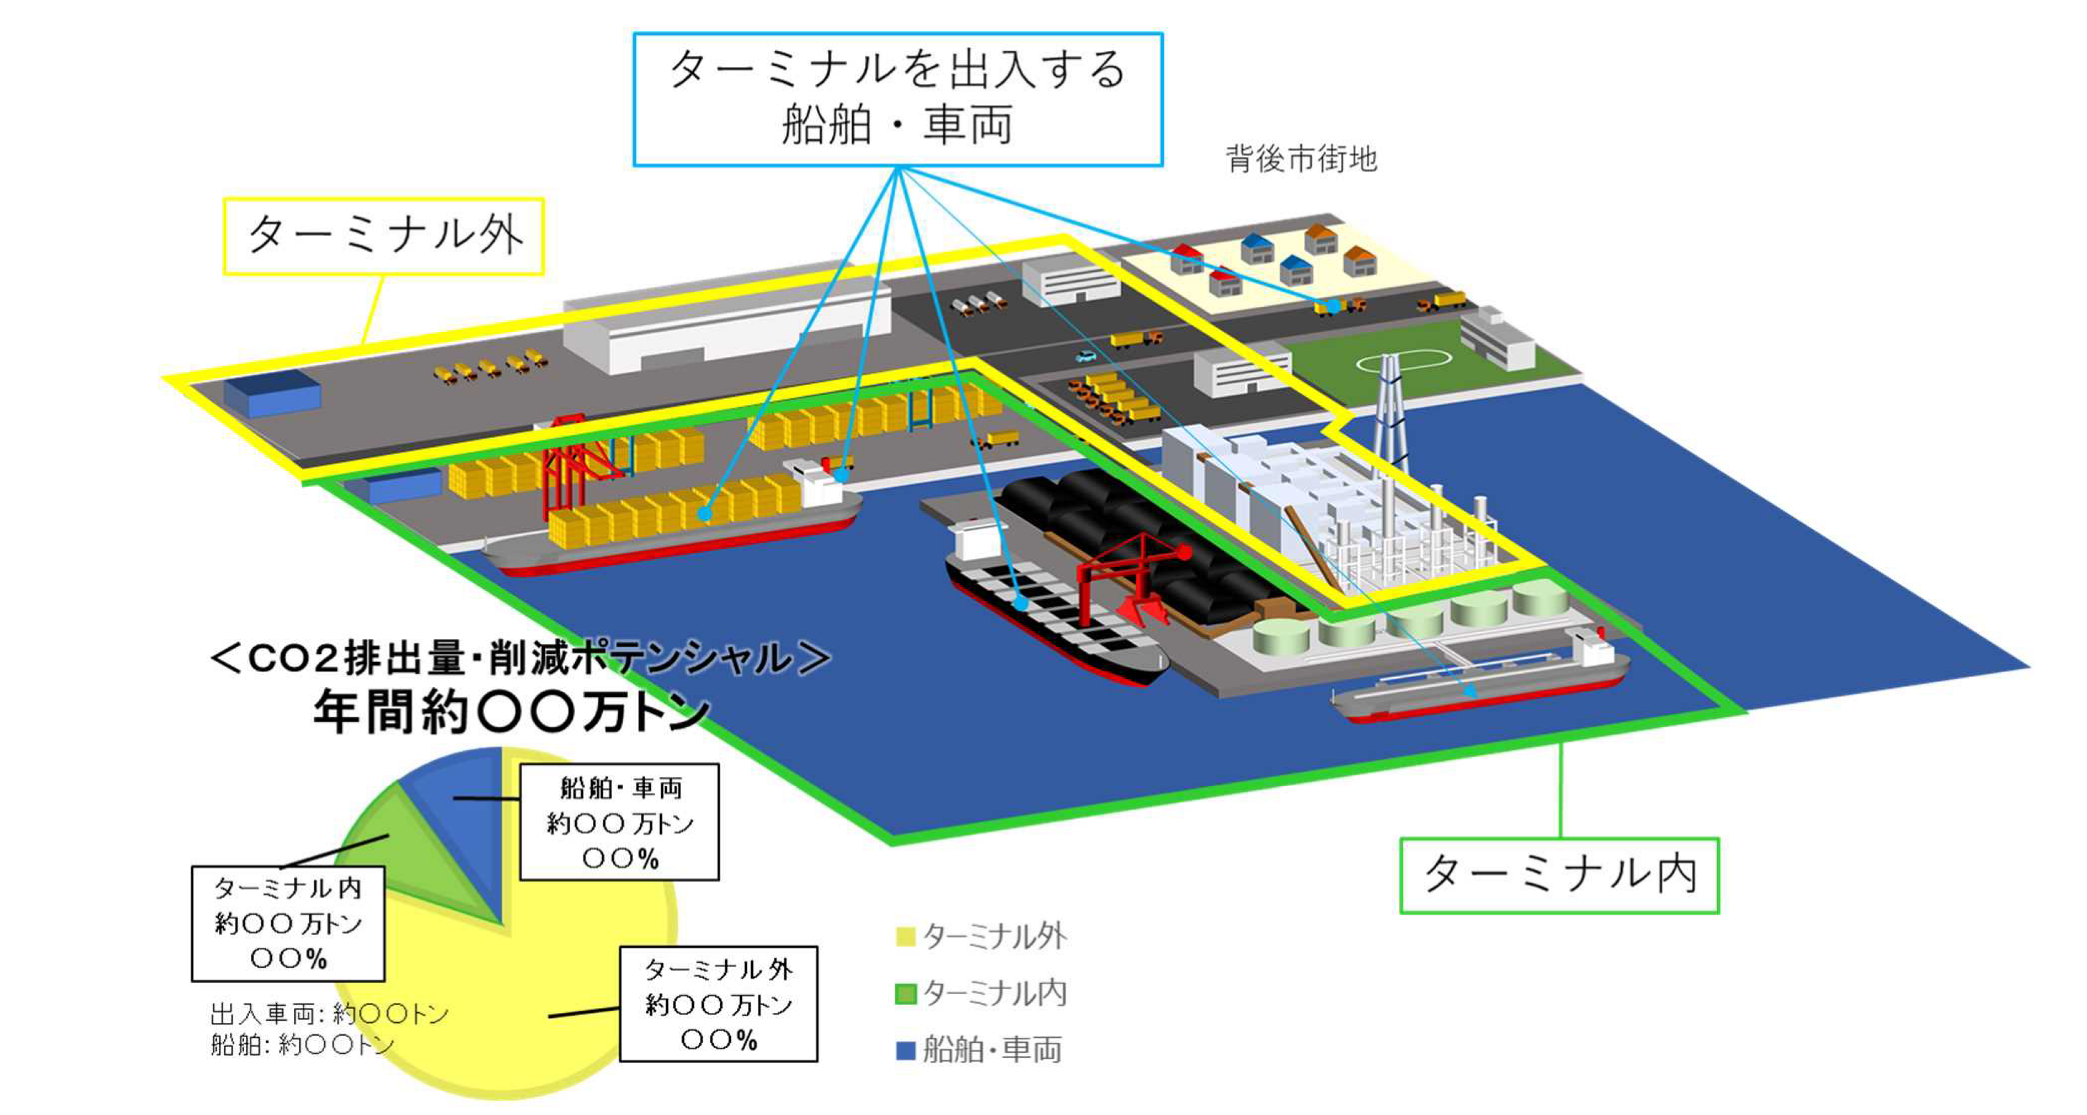 ターミナルを出入する
船舶・車両
背後市街地
ターミナル外
＜CO2排出量・削減ポテンシャル＞
年間約〇〇万トン
船舶・車両
約〇〇万トン
〇〇%
ターミナル内
約〇〇万トン
〇〇%
ターミナル外
約〇〇万トン
〇〇%
出入車両: 約〇〇トン
船舶: 約〇〇トン
ターミナル内
ターミナル外
ターミナル内
船舶・車両